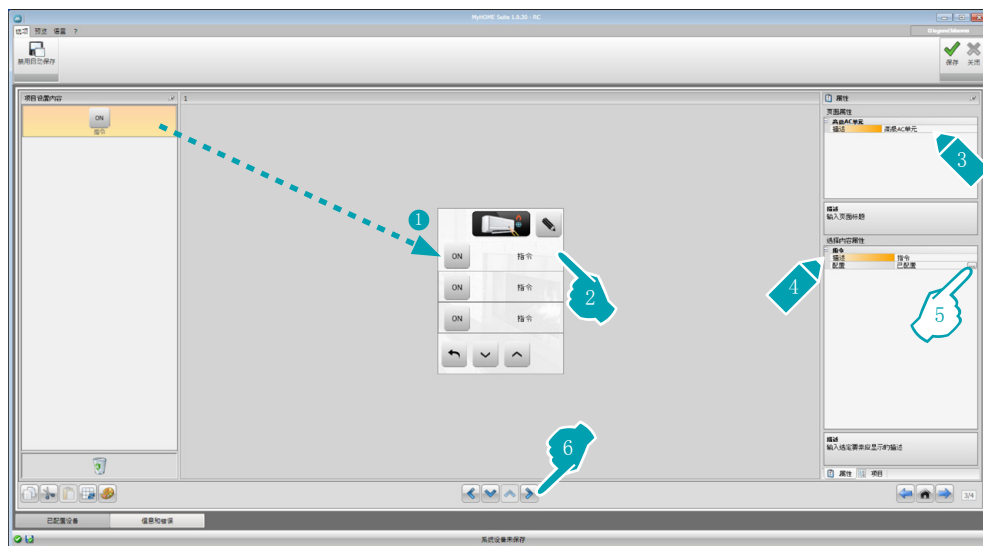 MyHOME Suite 1.0.30 - RC
选项 预览 语言 ?
Legrand Bticino
禁用自动保存
保存 关闭
项目设置内容
1
属性
ON
指令
页面属性
高级AC单元
描述 高级AC单元
3
描述
输入页面标题
1
选择内容属性
指令
描述 指令
配置 已配置
ON 指令
2
4
5
ON 指令
ON 指令
描述
输入选定要素应显示的描述
6
属性 项目
3/4
已配置设备 信息和错误
系统设备未保存